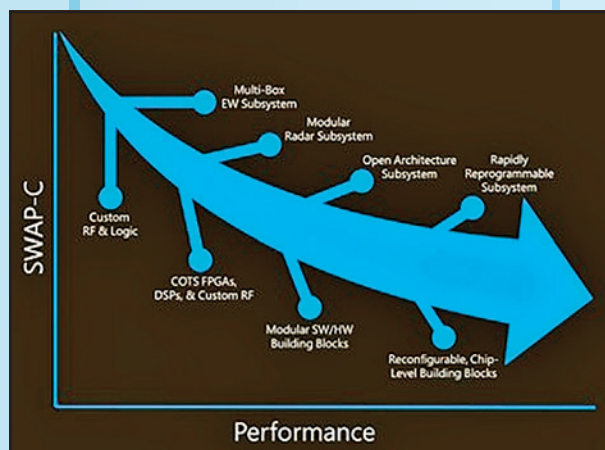 Multi-Box
EW Subsystem
Modular
Radar Subsystem
Open Architecture
Subsystem
Rapidly
Reprogrammable
Subsystem
SWAP-C
Custom
RF & Logic
COTS FPGAs,
DSPs, & Custom RF
Modular SW/HW
Building Blocks
Reconfigurable, Chip-
Level Building Blocks
Performance